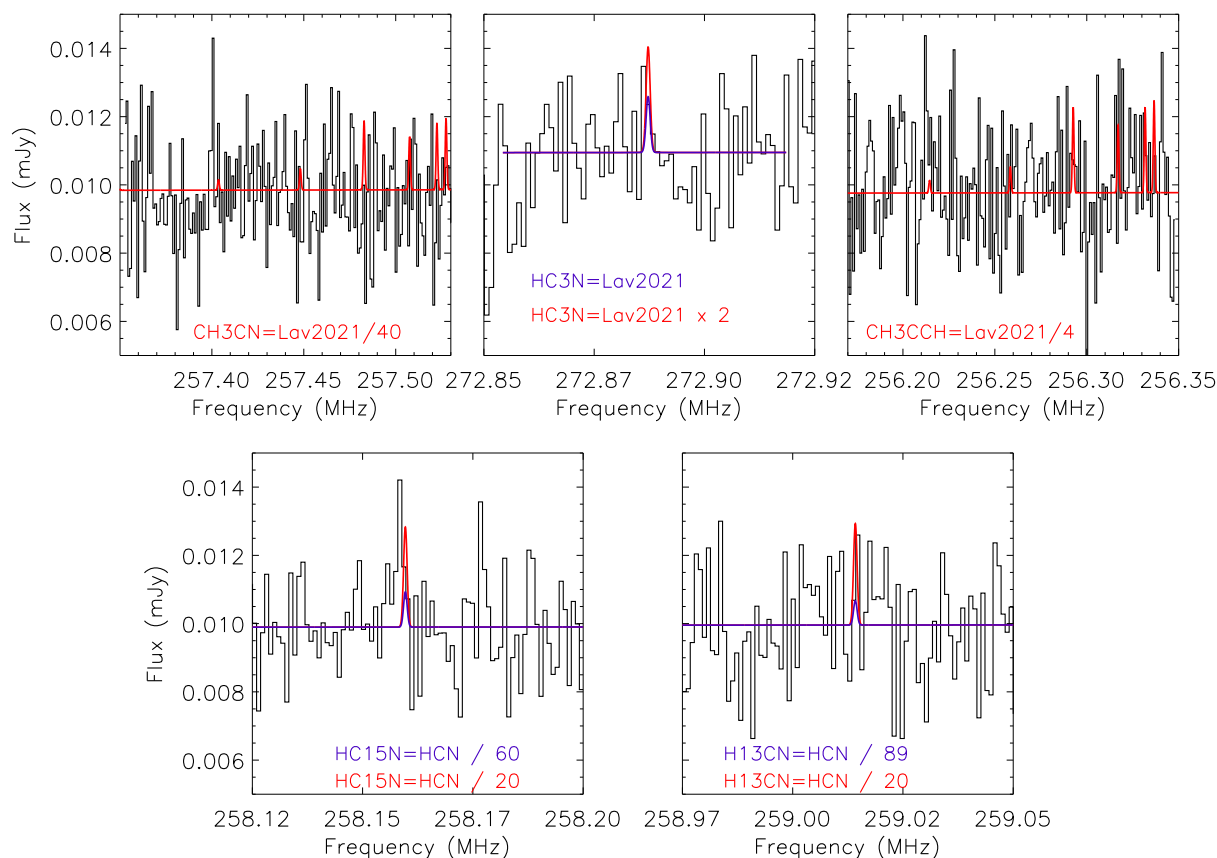 0.014
0.012
0.010
0.008
0.006
Flux (mJy)
CH3CN=Lav2021/40
257.40 257.45 257.50
Frequency (MHz)
HC3N=Lav2021
HC3N=Lav2021 x 2
272.85 272.87 272.90 272.92
Frequency (MHz)
CH3CCH=Lav2021/4
256.20 256.25 256.30 256.35
Frequency (MHz)
0.014
0.012
0.010
0.008
0.006
Flux (mJy)
HC15N=HCN / 60
HC15N=HCN / 20
258.12 258.16 258.17 258.20
Frequency (MHz)
H13CN=HCN / 89
H13CN=HCN / 20
258.97 259.00 259.02 259.05
Frequency (MHz)